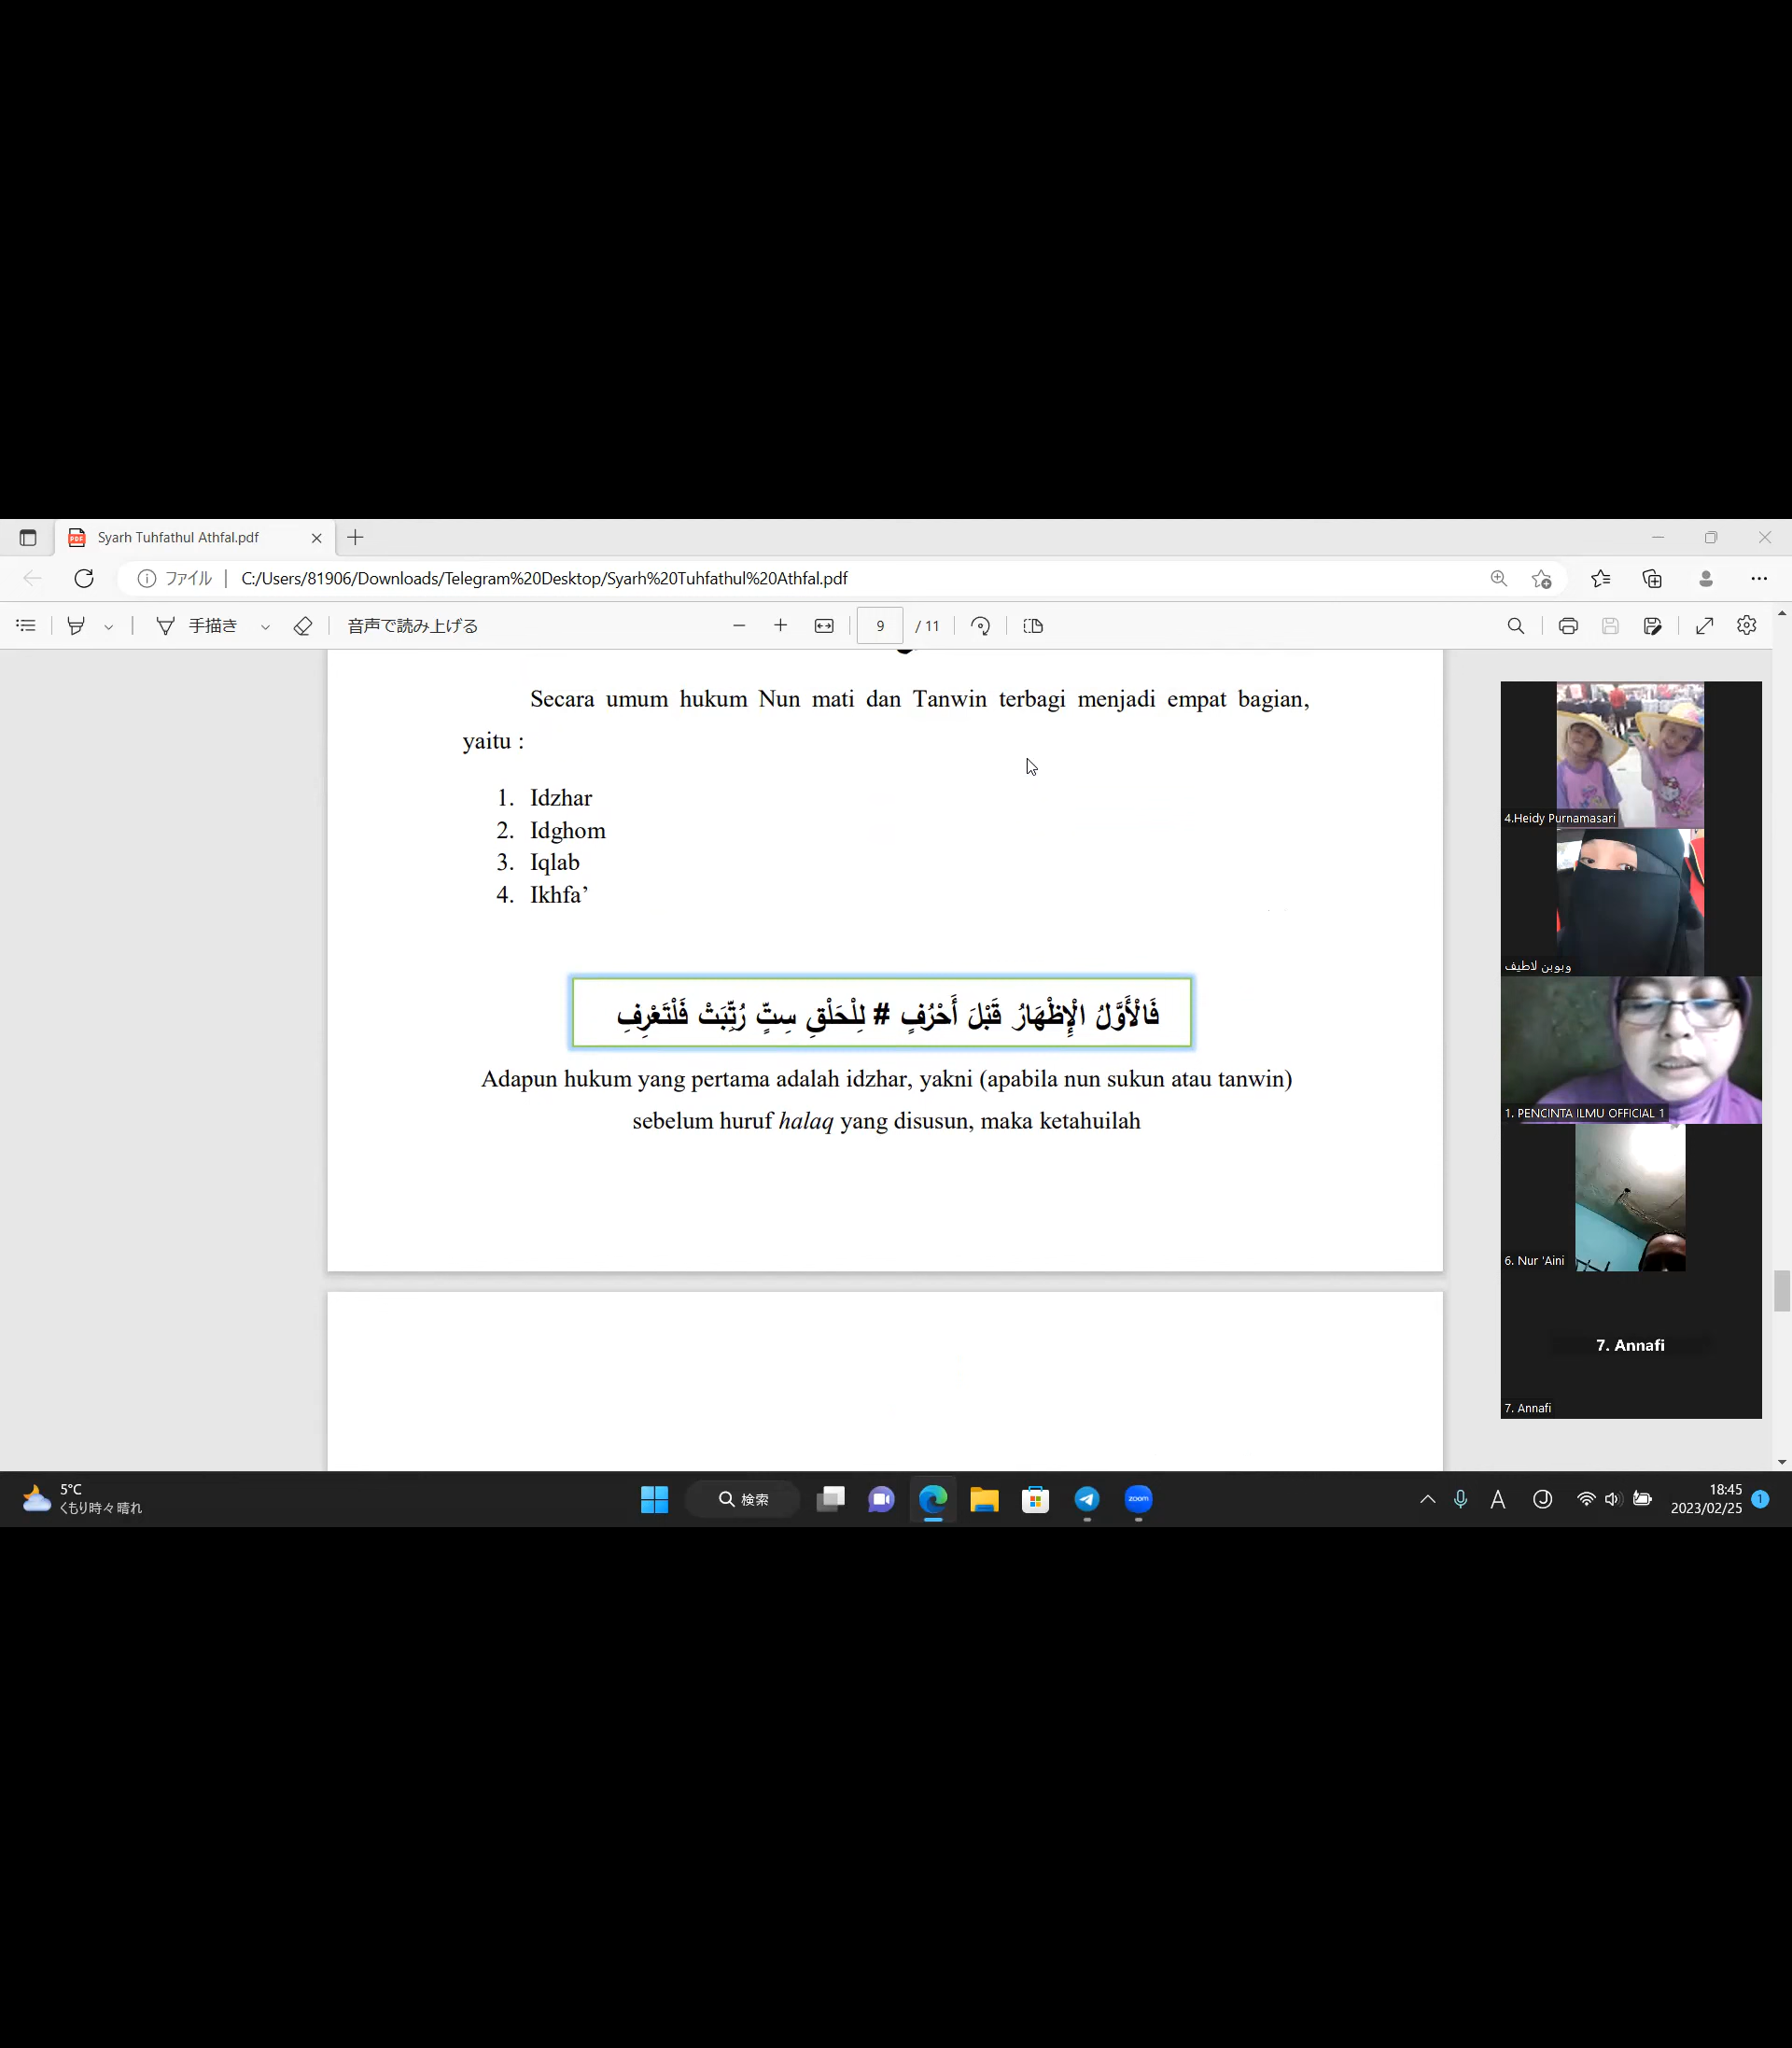 Syarh Tuhfathul Athfal.pdf
ファイル C:/Users/81906/Downloads/Telegram%20Desktop/Syarh%20Tuhfathul%20Athfal.pdf
手描き 音声で読み上げる 9 / 11
Secara umum hukum Nun mati dan Tanwin terbagi menjadi empat bagian,
yaitu :
1. Idzhar
2. Idghom
3. Iqlab
4. Ikhfa’
فَالْأَوَّلُ الْإِظْهَارُ قَبْلَ أَحْرُفٍ # لِلْحَلْقِ سِتٍّ رُتِّبَتْ فَلْتَعْرِفِ
Adapun hukum yang pertama adalah idzhar, yakni (apabila nun sukun atau tanwin)
sebelum huruf halaq yang disusun, maka ketahuilah
4.Heidy Purnamasari
ويوين لاطيف
1. PENCINTA ILMU OFFICIAL 1
6. Nur 'Aini
7. Annafi
7. Annafi
5°C
くもり時々晴れ
検索
zoom
A
18:45
2023/02/25
1